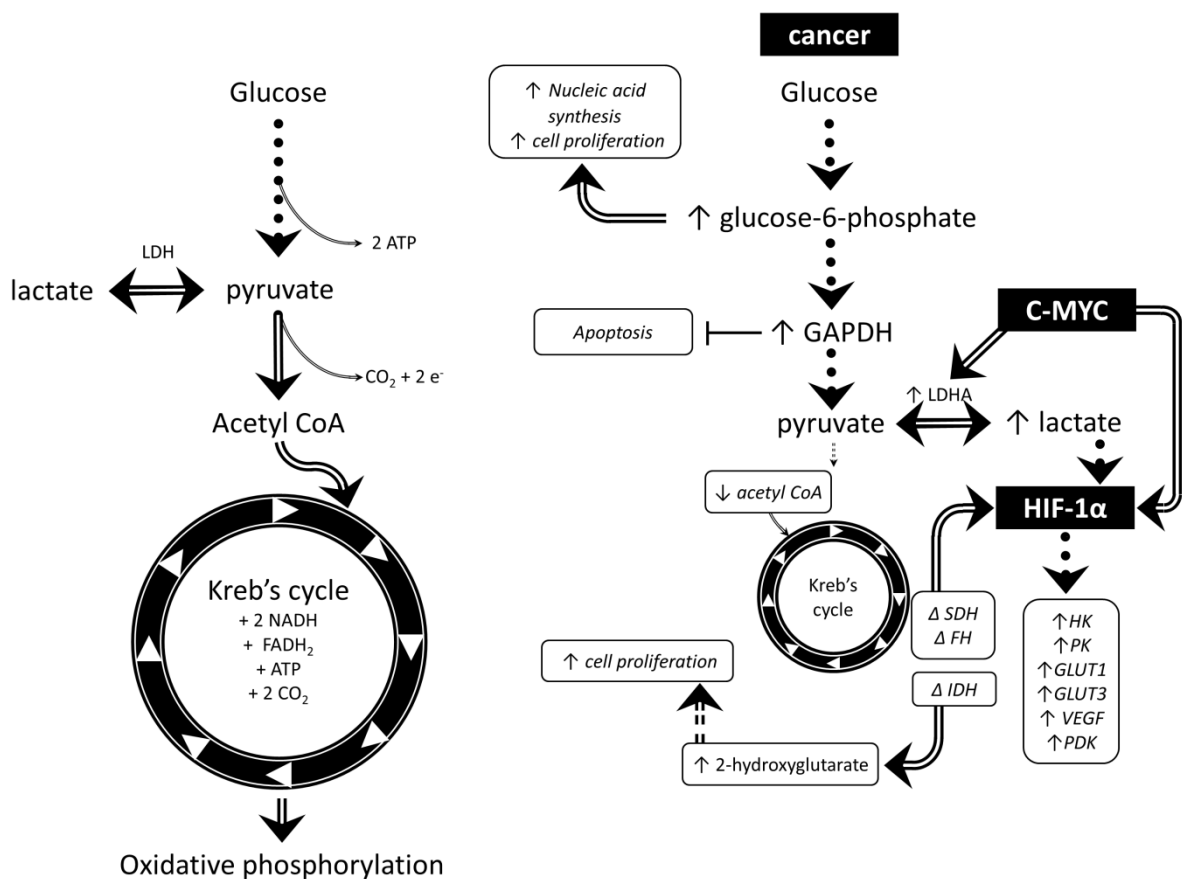 Glucose
2 ATP
LDH
lactate
pyruvate
CO₂ + 2 e⁻
Acetyl CoA
Kreb's cycle
+ 2 NADH
+ FADH₂
+ ATP
+ 2 CO₂
Oxidative phosphorylation
cancer
Glucose
↑ Nucleic acid
synthesis
↑ cell proliferation
↑ glucose-6-phosphate
Apoptosis
↑ GAPDH
C-MYC
↑ LDHA
pyruvate
↑ lactate
↓ acetyl CoA
HIF-1α
Kreb's
cycle
Δ SDH
Δ FH
Δ IDH
↑ cell proliferation
↑ 2-hydroxyglutarate
↑HK
↑PK
↑GLUT1
↑GLUT3
↑ VEGF
↑PDK